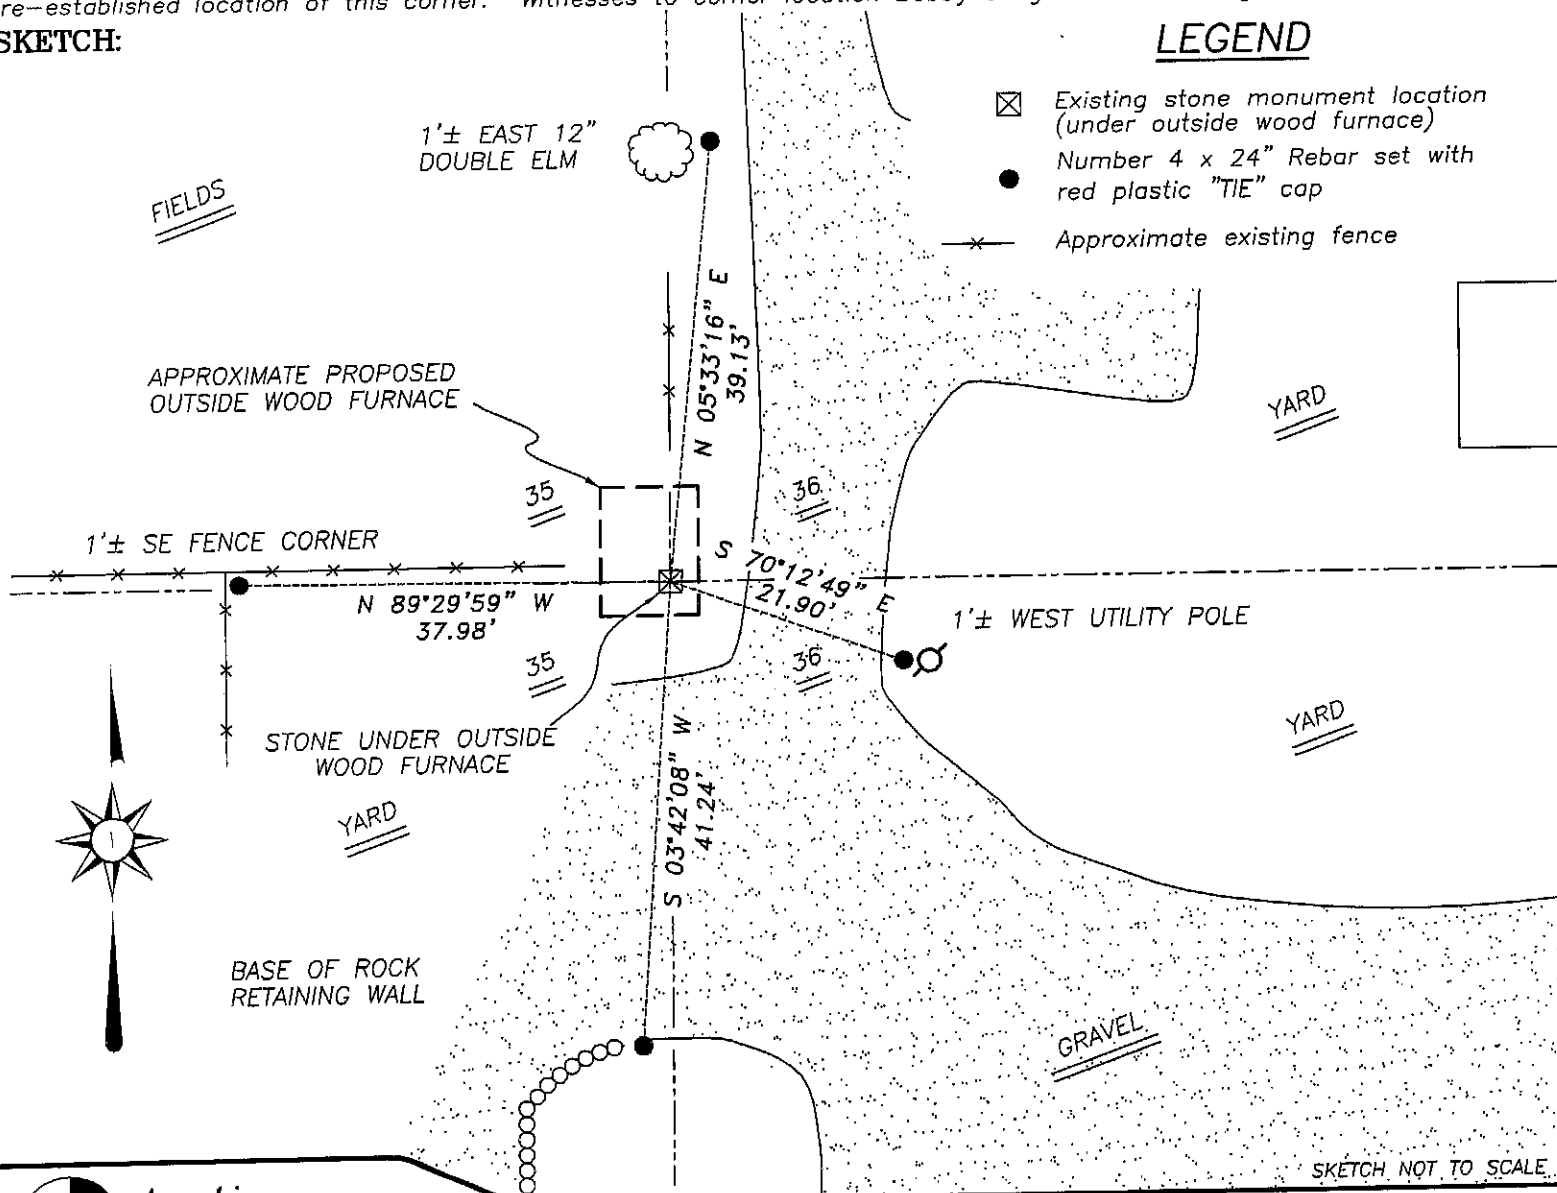 re-established location of this corner. Witnesses to corner location
SKETCH:
LEGEND
Existing stone monument location
(under outside wood furnace)
Number 4 x 24" Rebar set with
red plastic "TIE" cap
Approximate existing fence
1'± EAST 12"
DOUBLE ELM
FIELDS
N 05°33'16" E
39.13'
APPROXIMATE PROPOSED
OUTSIDE WOOD FURNACE
YARD
35
36
1'± SE FENCE CORNER
S 70°12'49" E
21.90'
N 89°29'59" W
37.98'
1'± WEST UTILITY POLE
35
36
STONE UNDER OUTSIDE
WOOD FURNACE
YARD
S 03°42'08" W
41.24'
YARD
BASE OF ROCK
RETAINING WALL
GRAVEL
SKETCH NOT TO SCALE